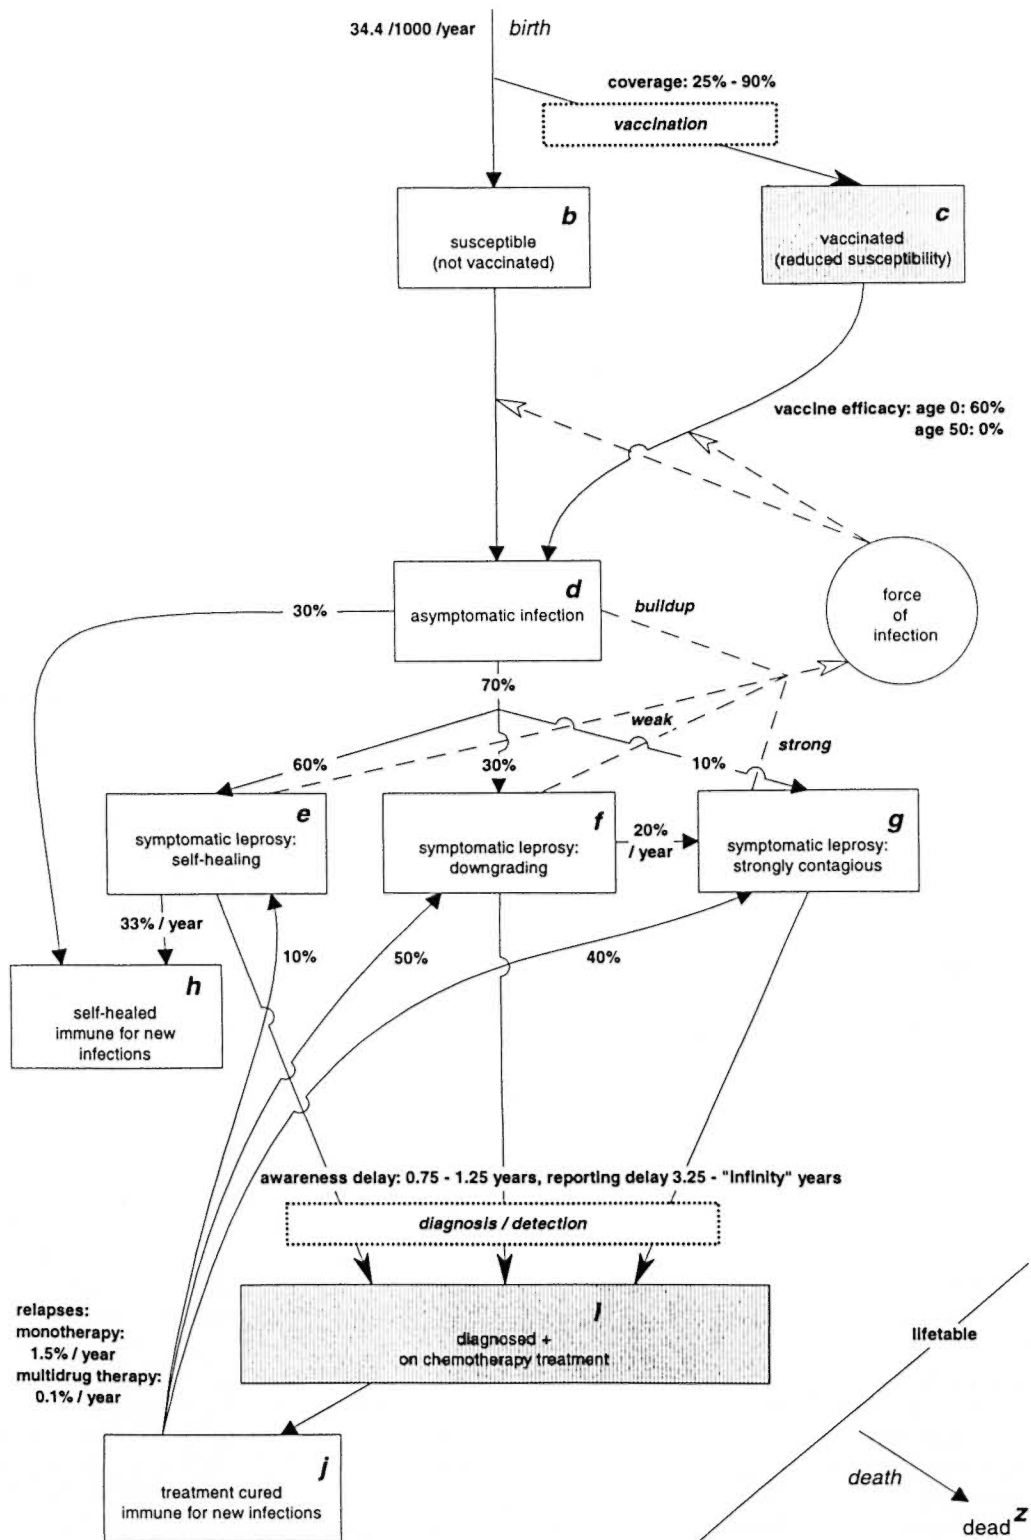 34.4 /1000 /year
birth
coverage: 25% - 90%
vaccination
b
susceptible
(not vaccinated)
c
vaccinated
(reduced susceptibility)
vaccine efficacy: age 0: 60%
age 50: 0%
d
asymptomatic infection
30%
buildup
force
of
infection
70%
weak
strong
60%
30%
10%
e
symptomatic leprosy:
self-healing
f
symptomatic leprosy:
downgrading
20%
/ year
g
symptomatic leprosy:
strongly contagious
33% / year
10%
50%
40%
h
self-healed
immune for new
infections
awareness delay: 0.75 - 1.25 years, reporting delay 3.25 - "infinity" years
diagnosis / detection
i
diagnosed +
on chemotherapy treatment
relapses:
monotherapy:
1.5% / year
multidrug therapy:
0.1% / year
lifetable
j
treatment cured
immune for new infections
death
dead z